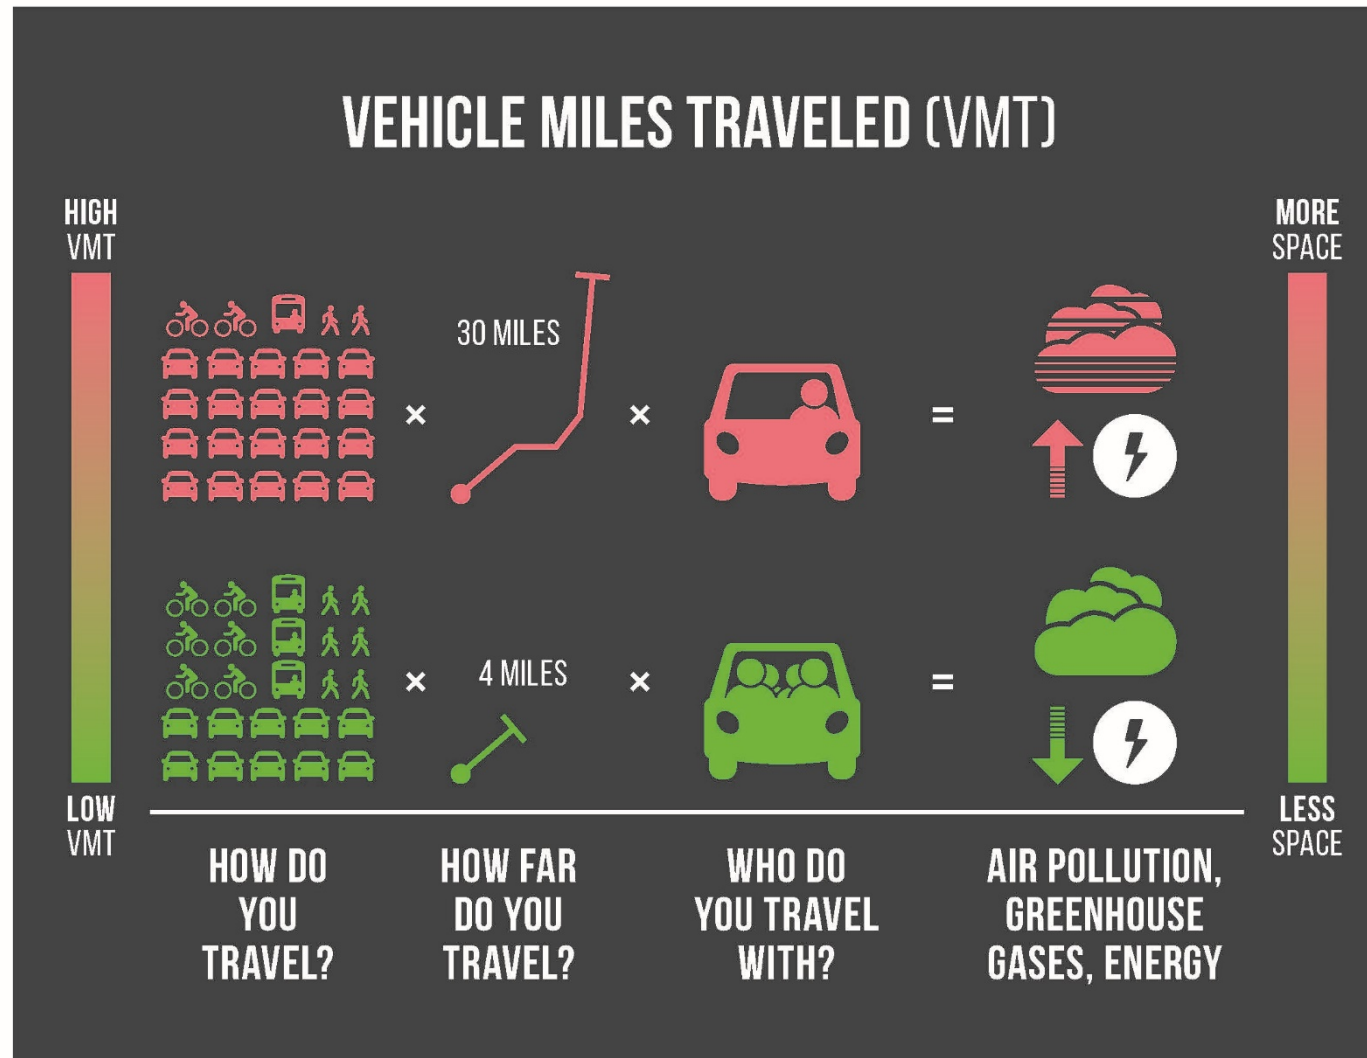 VEHICLE MILES TRAVELED (VMT)
HIGH
VMT
MORE
SPACE
30 MILES
×
×
=
4 MILES
×
×
=
LOW
VMT
LESS
SPACE
HOW DO
YOU
TRAVEL?
HOW FAR
DO YOU
TRAVEL?
WHO DO
YOU TRAVEL
WITH?
AIR POLLUTION,
GREENHOUSE
GASES, ENERGY